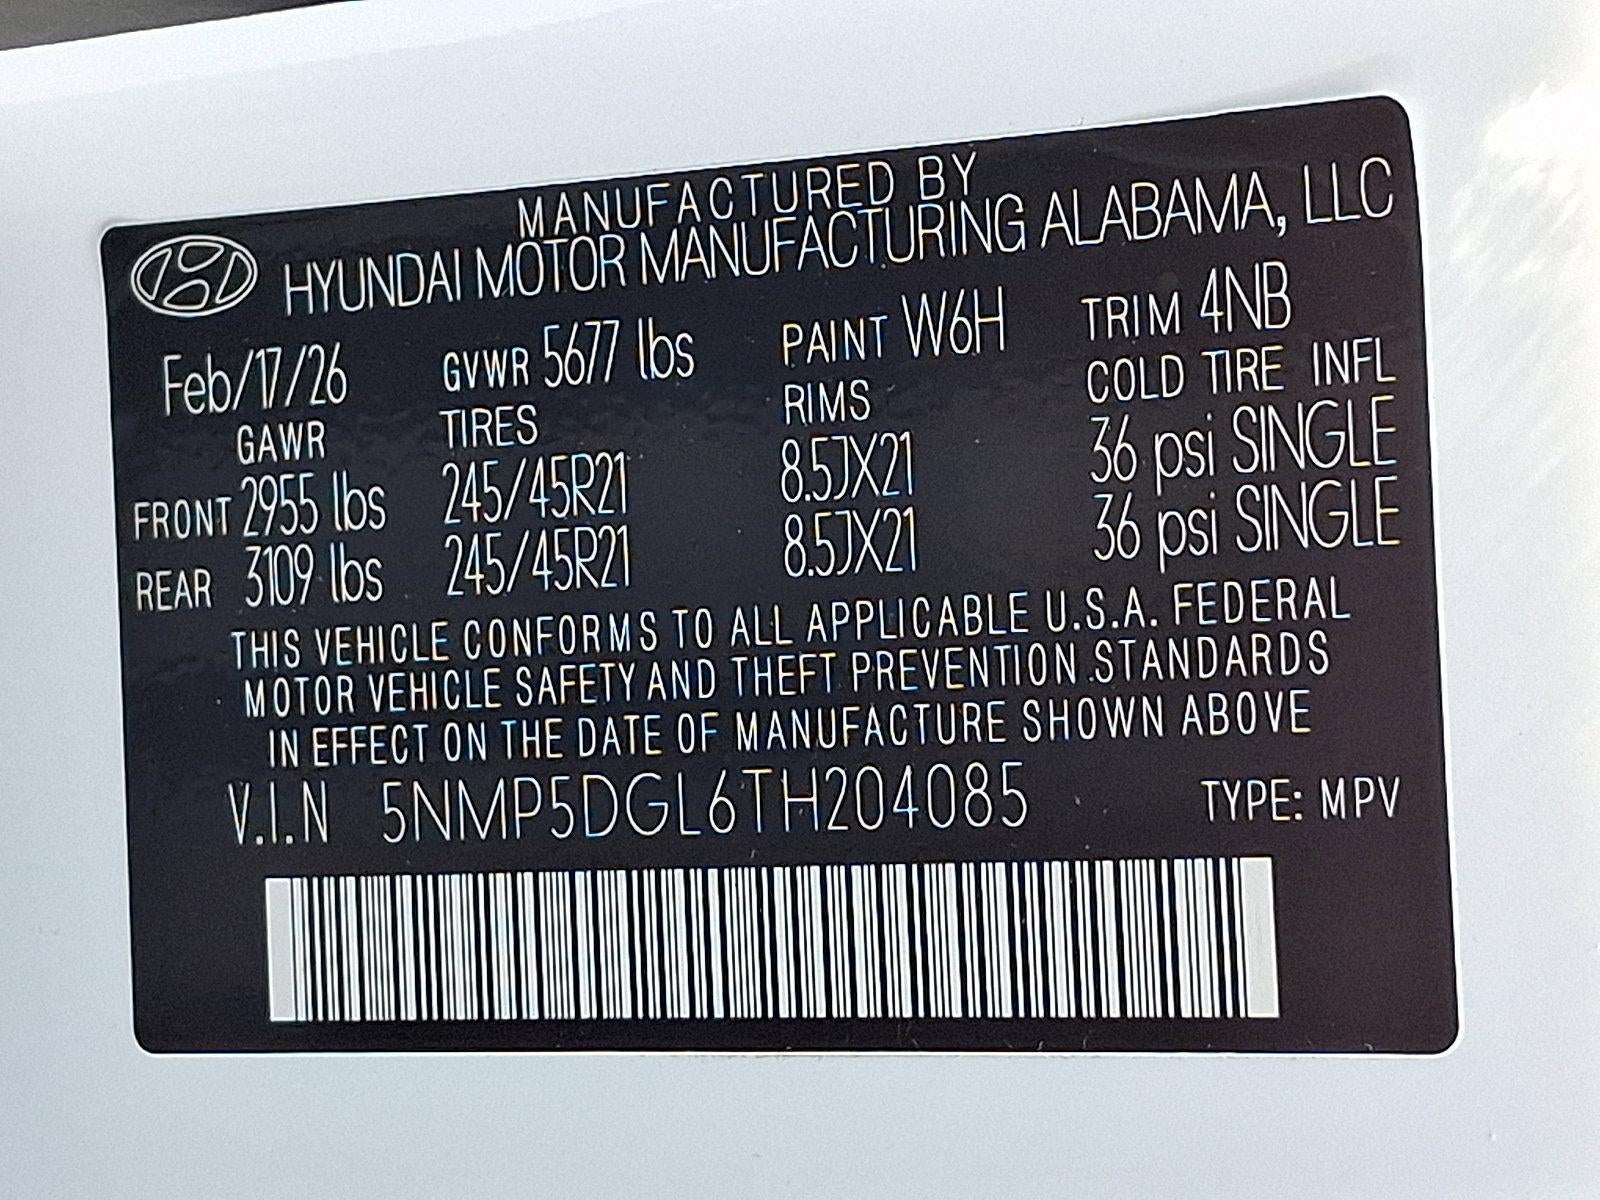 MANUFACTURED BY
HYUNDAI MOTOR MANUFACTURING ALABAMA, LLC
Feb/17/26 GVWR 5677 lbs PAINT W6H TRIM 4NB
GAWR TIRES RIMS COLD TIRE INFL
FRONT 2955 lbs 245/45R21 8.5JX21 36 psi SINGLE
REAR 3109 lbs 245/45R21 8.5JX21 36 psi SINGLE
THIS VEHICLE CONFORMS TO ALL APPLICABLE U.S.A. FEDERAL
MOTOR VEHICLE SAFETY AND THEFT PREVENTION STANDARDS
IN EFFECT ON THE DATE OF MANUFACTURE SHOWN ABOVE
V.I.N 5NMP5DGL6TH204085 TYPE: MPV